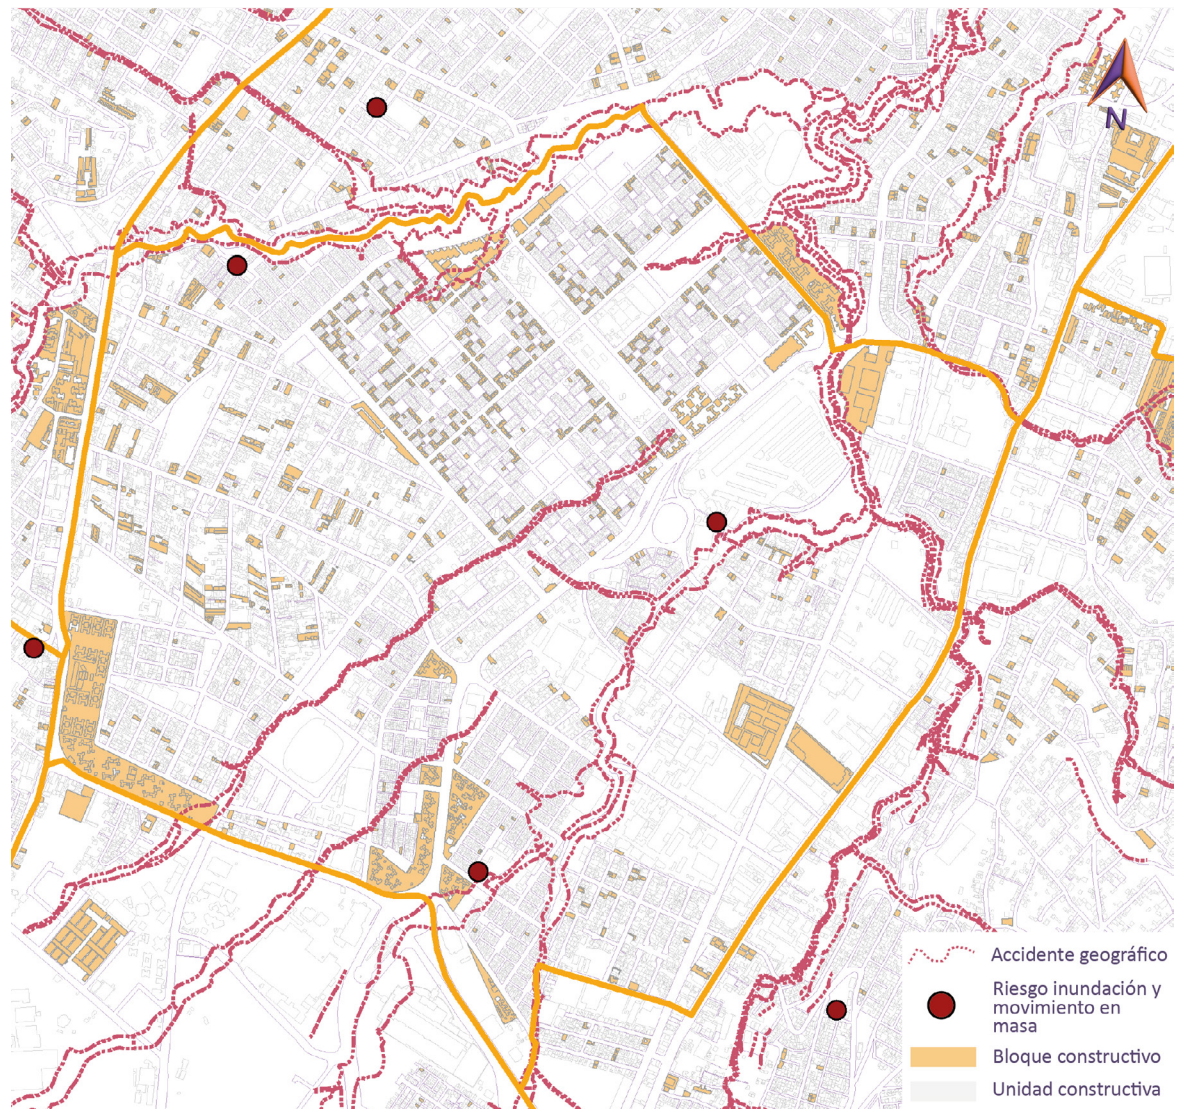 N
Accidente geográfico
Riesgo inundación y
movimiento en
masa
Bloque constructivo
Unidad constructiva